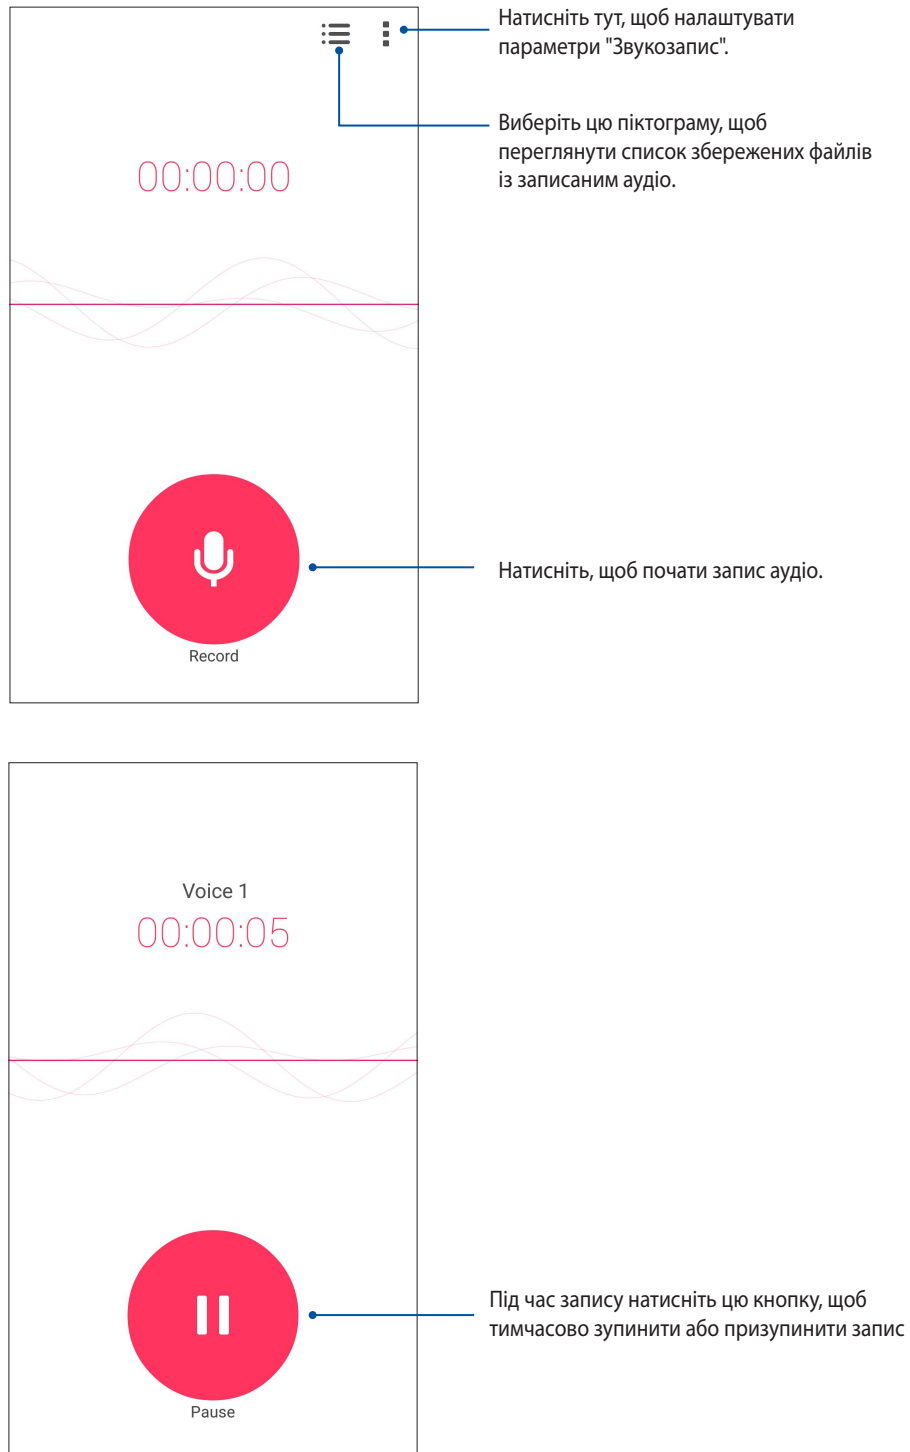 Натисніть тут, щоб налаштувати
параметри "Звукозапис".
Виберіть цю піктограму, щоб
переглянути список збережених файлів
із записаним аудіо.
00:00:00
Натисніть, щоб почати запис аудіо.
Record
Voice 1
00:00:05
Під час запису натисніть цю кнопку, щоб
тимчасово зупинити або призупинити запис
Pause